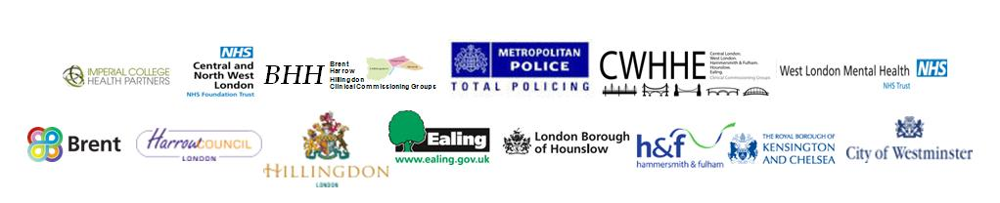 IMPERIAL COLLEGE
HEALTH PARTNERS
NHS
Central and
North West
London
NHS Foundation Trust
BHH
Brent
Harrow
Hillingdon
Clinical Commissioning Groups
METROPOLITAN
POLICE
TOTAL POLICING
CWHHE
Central London.
West London.
Hammersmith & Fulham.
Hounslow.
Ealing.
Clinical Commissioning Groups
West London Mental Health NHS
NHS Trust
Brent
HarrowCOUNCIL
LONDON
HILLINGDON
LONDON
Ealing
www.ealing.gov.uk
London Borough
of Hounslow
h&f
hammersmith & fulham
THE ROYAL BOROUGH OF
KENSINGTON
AND CHELSEA
City of Westminster